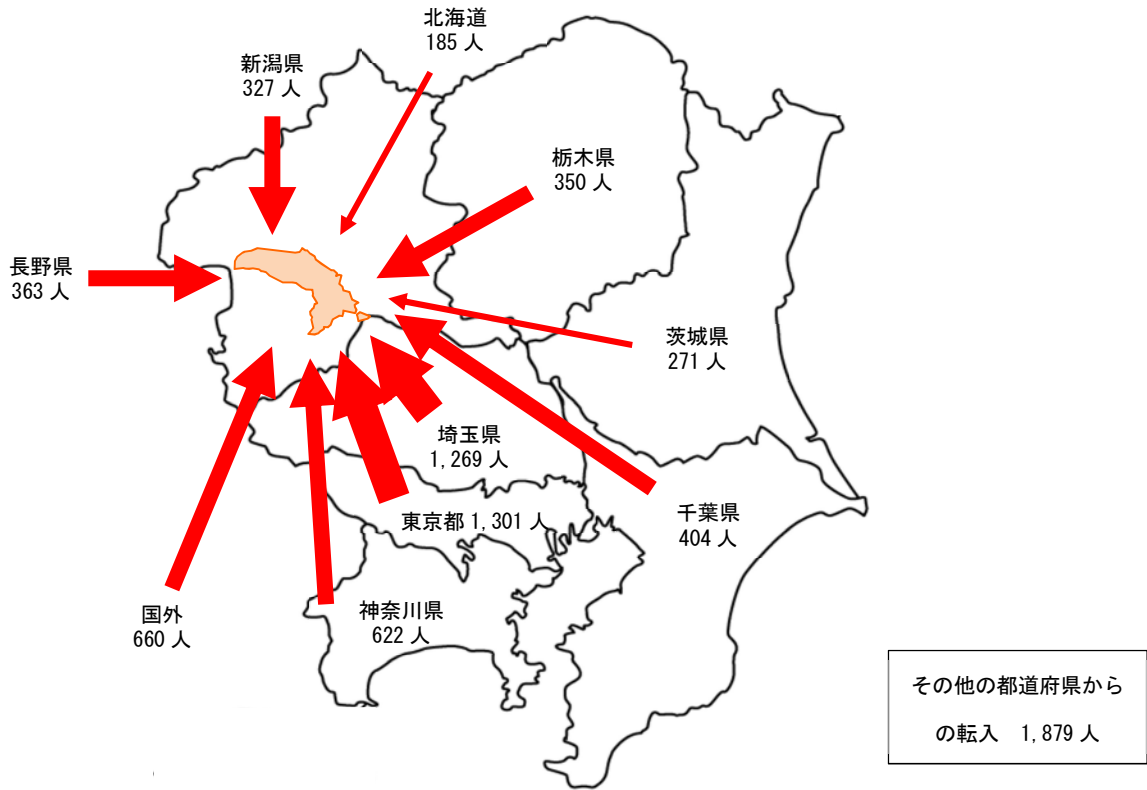 北海道
185 人
新潟県
327 人
栃木県
350 人
長野県
363 人
茨城県
271 人
埼玉県
1,269 人
東京都 1,301 人
千葉県
404 人
国外
660 人
神奈川県
622 人
その他の都道府県から
の転入　1,879 人